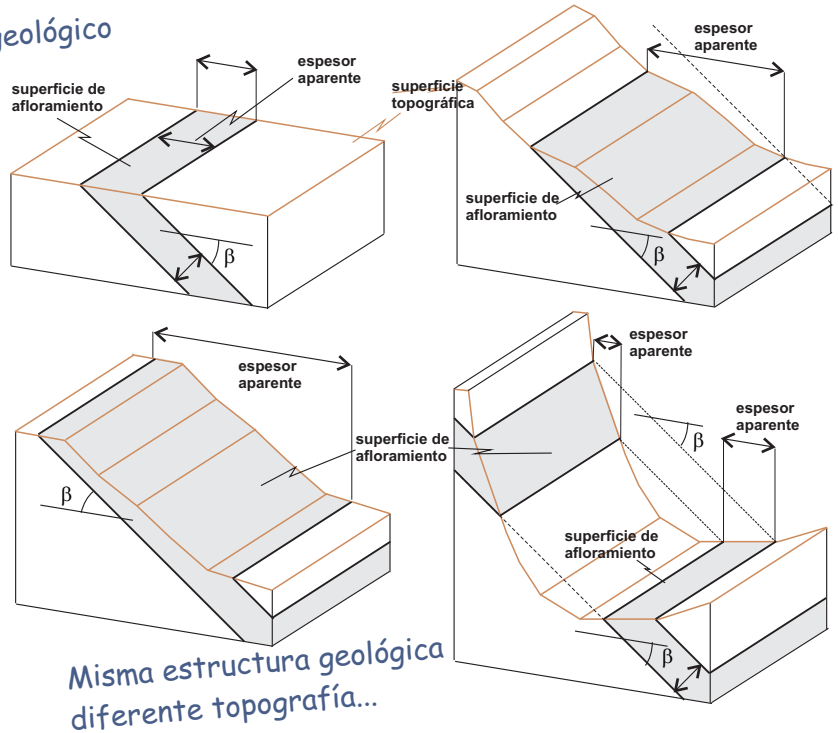 geológico
espesor
aparente
superficie de
afloramiento
superficie
topográfica
β
espesor
aparente
superficie de
afloramiento
β
espesor
aparente
superficie de
afloramiento
β
espesor
aparente
β
espesor
aparente
superficie de
afloramiento
β
Misma estructura geológica
diferente topografía...